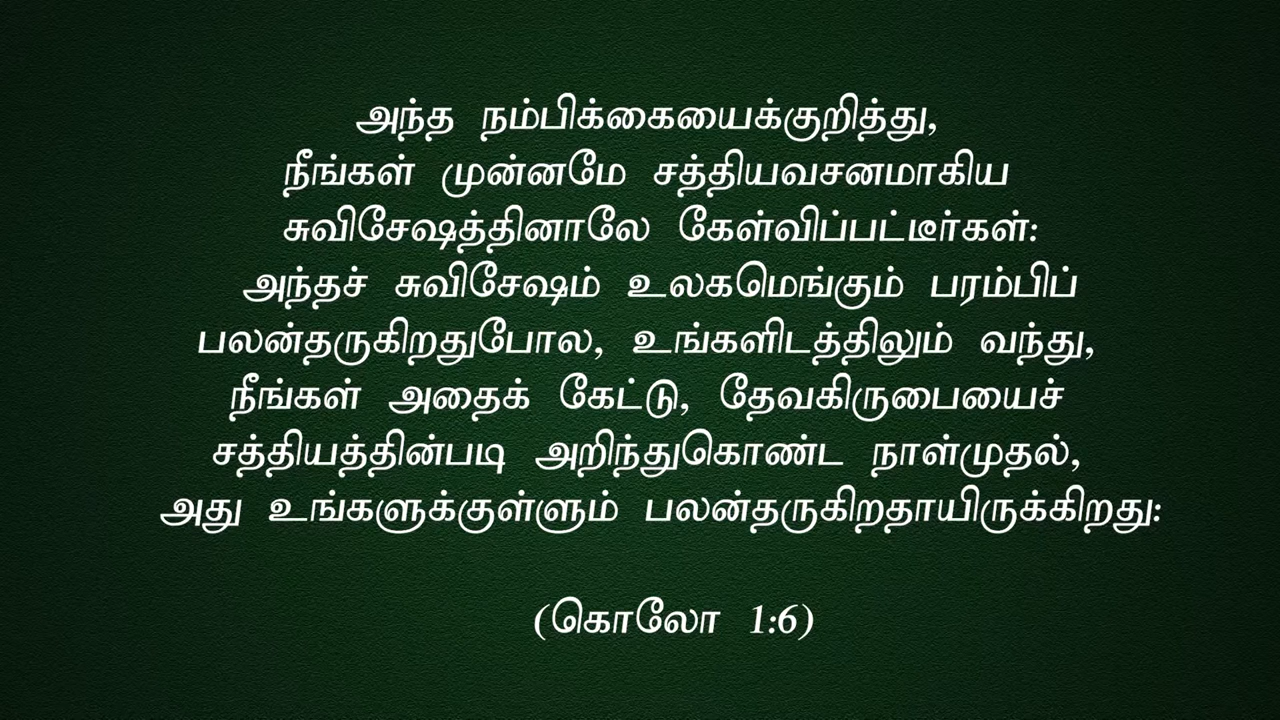 அந்த நம்பிக்கையைக்குறித்து,
நீங்கள் முன்னமே சத்தியவசனமாகிய
சுவிசேஷத்தினாலே கேள்விப்பட்டீர்கள்:
அந்தச் சுவிசேஷம் உலகமெங்கும் பரம்பிப்
பலன்தருகிறதுபோல, உங்களிடத்திலும் வந்து,
நீங்கள் அதைக் கேட்டு, தேவகிருபையைச்
சத்தியத்தின்படி அறிந்துகொண்ட நாள்முதல்,
அது உங்களுக்குள்ளும் பலன்தருகிறதாயிருக்கிறது:
(கொலோ 1:6)